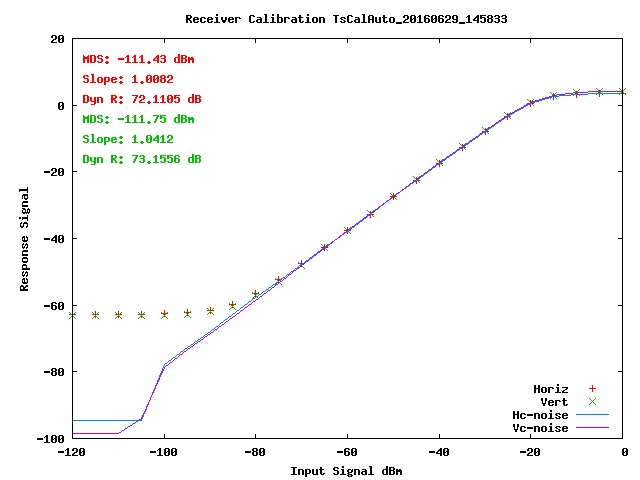 Receiver Calibration TsCalAuto_20160629_145833
20
MDS: -111.43 dBm
Slope: 1.0082
Dyn R: 72.1105 dB
0
MDS: -111.75 dBm
Slope: 1.0412
Dyn R: 73.1556 dB
-20
-40
Response Signal
-60
-80
Horiz
Vert
Hc-noise
Vc-noise
-100
-120 -100 -80 -60 -40 -20 0
Input Signal dBm